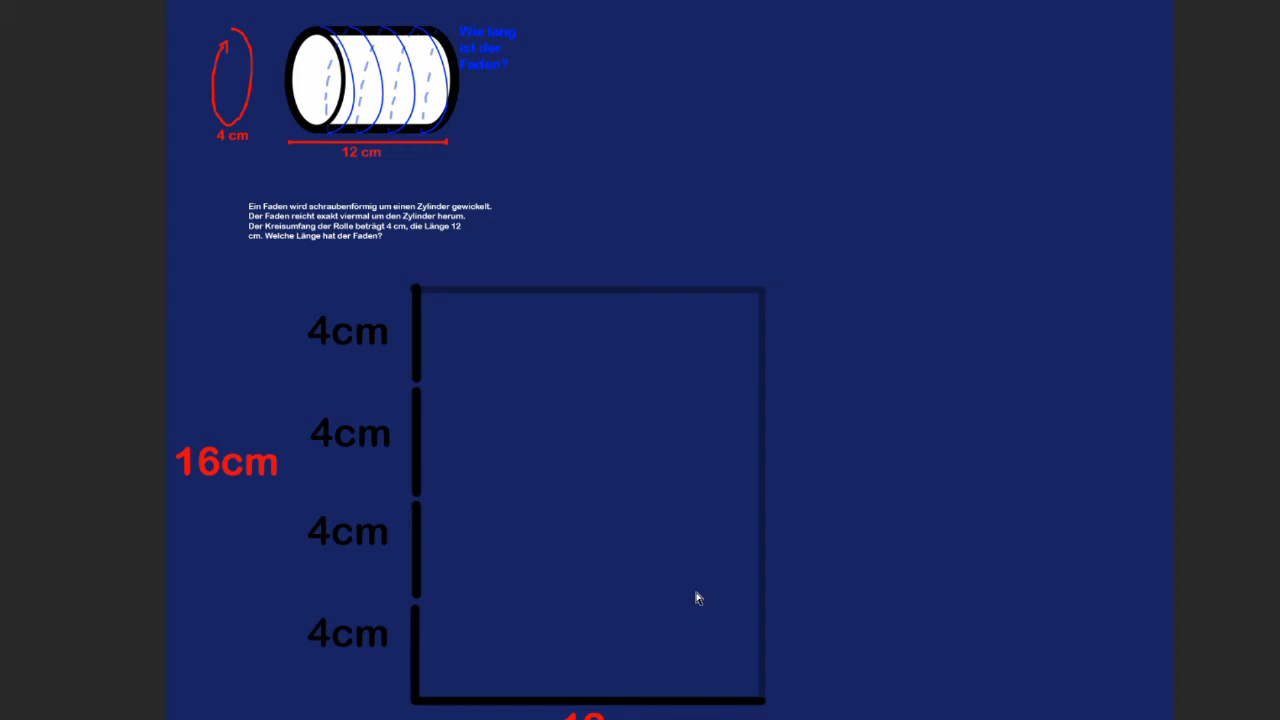 Wie lang
ist der
Faden?
4 cm
12 cm
Ein Faden wird schraubenförmig um einen Zylinder gewickelt.
Der Faden reicht exakt viermal um den Zylinder herum.
Der Kreisumfang der Rolle beträgt 4 cm, die Länge 12
cm. Welche Länge hat der Faden?
4cm
4cm
16cm
4cm
4cm